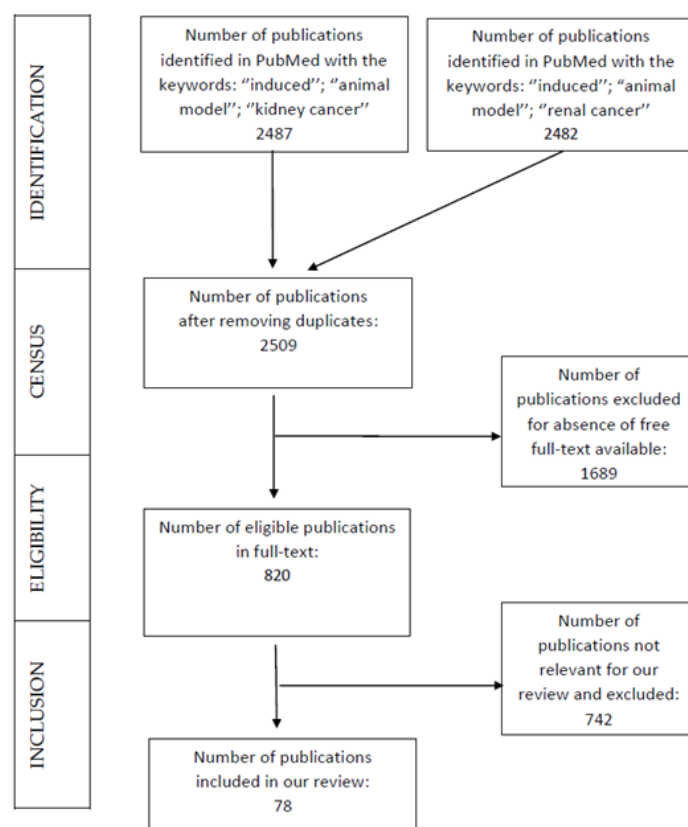 IDENTIFICATION
Number of publications
identified in PubMed with the
keywords: ‘’induced’’; ‘’animal
model’’; ‘’kidney cancer’’
2487
Number of publications
identified in PubMed with the
keywords: ‘’induced’’; “animal
model’’; ‘’renal cancer’’
2482
CENSUS
Number of publications
after removing duplicates:
2509
Number of
publications excluded
for absence of free
full-text available:
1689
ELIGIBILITY
Number of eligible publications
in full-text:
820
Number of
publications not
relevant for our
review and excluded:
742
INCLUSION
Number of publications
included in our review:
78